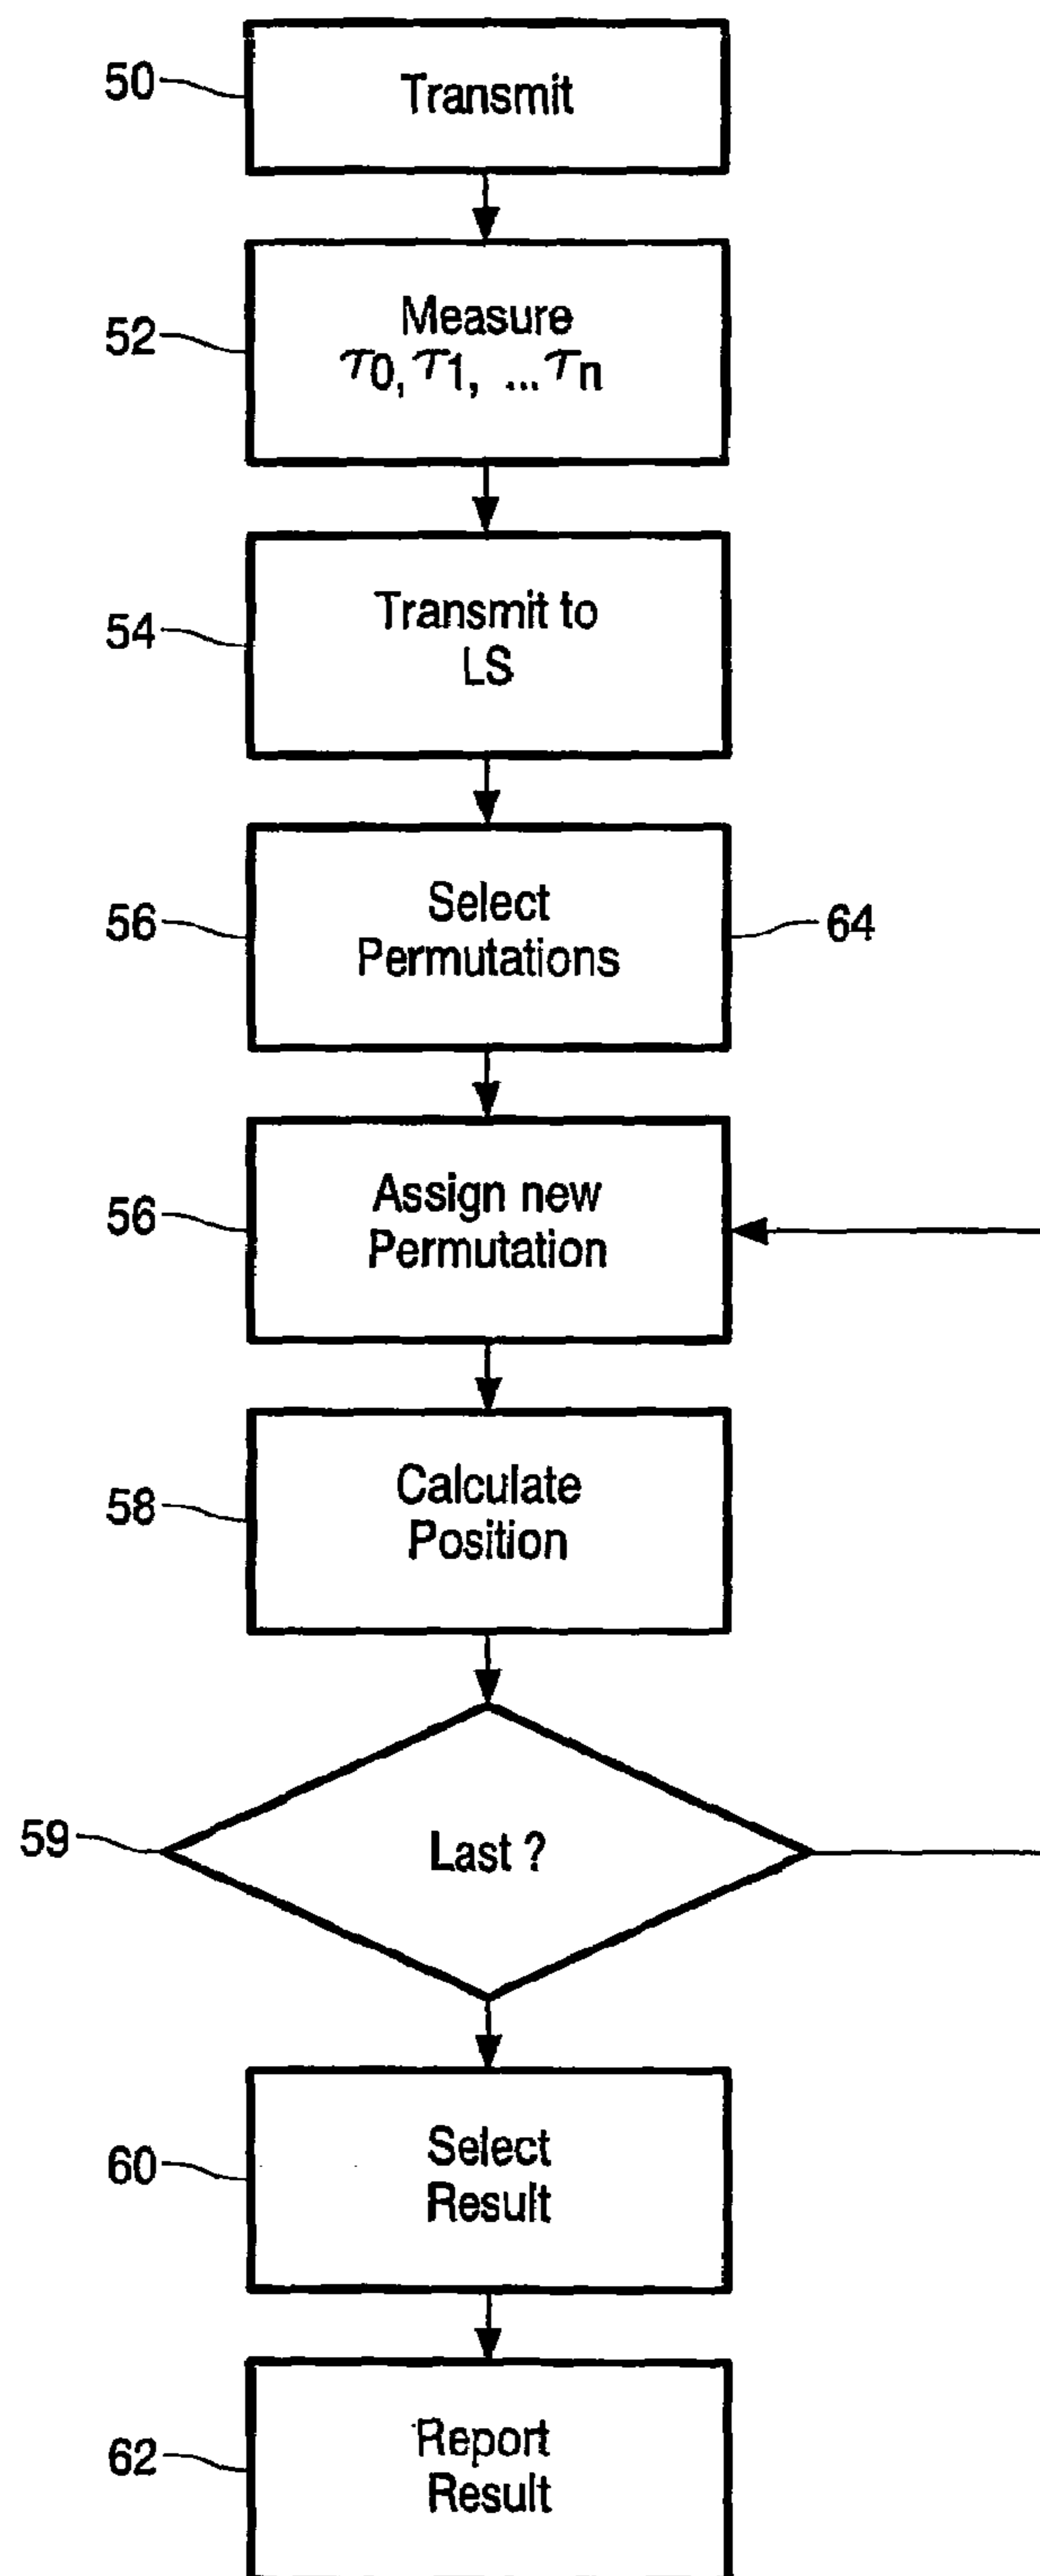 50
Transmit
52
Measure
τ0, τ1, ...τn
54
Transmit to
LS
56
Select
Permutations
64
56
Assign new
Permutation
58
Calculate
Position
59
Last ?
60
Select
Result
62
Report
Result